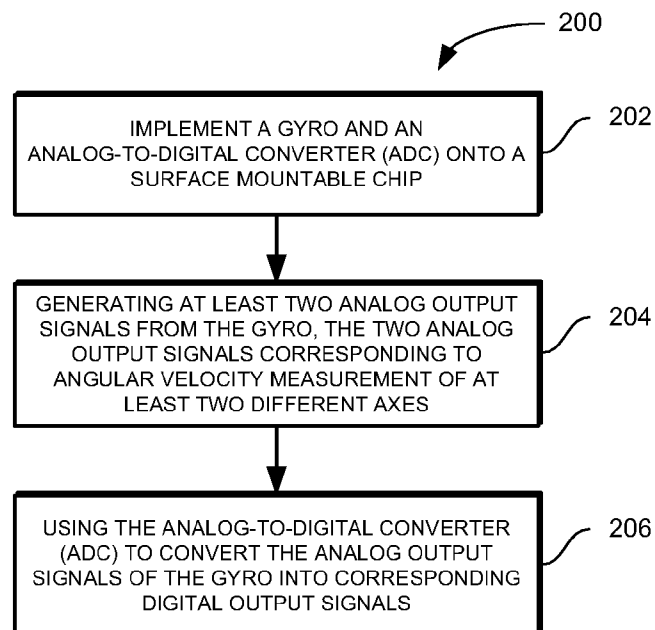 200
IMPLEMENT A GYRO AND AN
ANALOG-TO-DIGITAL CONVERTER (ADC) ONTO A
SURFACE MOUNTABLE CHIP
202
GENERATING AT LEAST TWO ANALOG OUTPUT
SIGNALS FROM THE GYRO, THE TWO ANALOG
OUTPUT SIGNALS CORRESPONDING TO
ANGULAR VELOCITY MEASUREMENT OF AT
LEAST TWO DIFFERENT AXES
204
USING THE ANALOG-TO-DIGITAL CONVERTER
(ADC) TO CONVERT THE ANALOG OUTPUT
SIGNALS OF THE GYRO INTO CORRESPONDING
DIGITAL OUTPUT SIGNALS
206